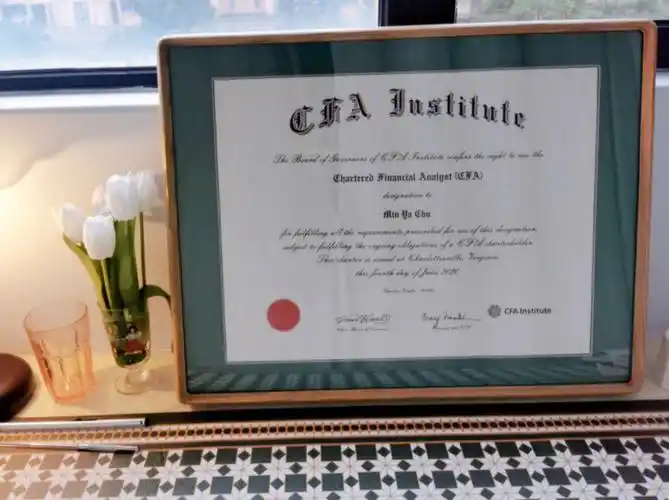 CFA Institute
The Board of Governors of CFA Institute confers the right to use the
Chartered Financial Analyst (CFA)
designation to
Min Ya Chu
for fulfilling all the requirements prescribed for use of this designation,
subject to fulfilling the ongoing obligations of a CFA charterholder.
This charter is issued at Charlottesville, Virginia
this fourth day of June 2020
CFA Institute